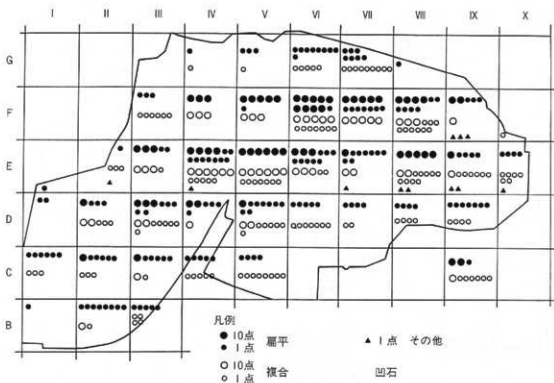 I II III IV V VI VII VIII IX X
G
F
E
D
C
B
凡例
● 10点 扁平
● 1点
▲ 1点 その他
○ 10点 複合 凹石
○ 1点